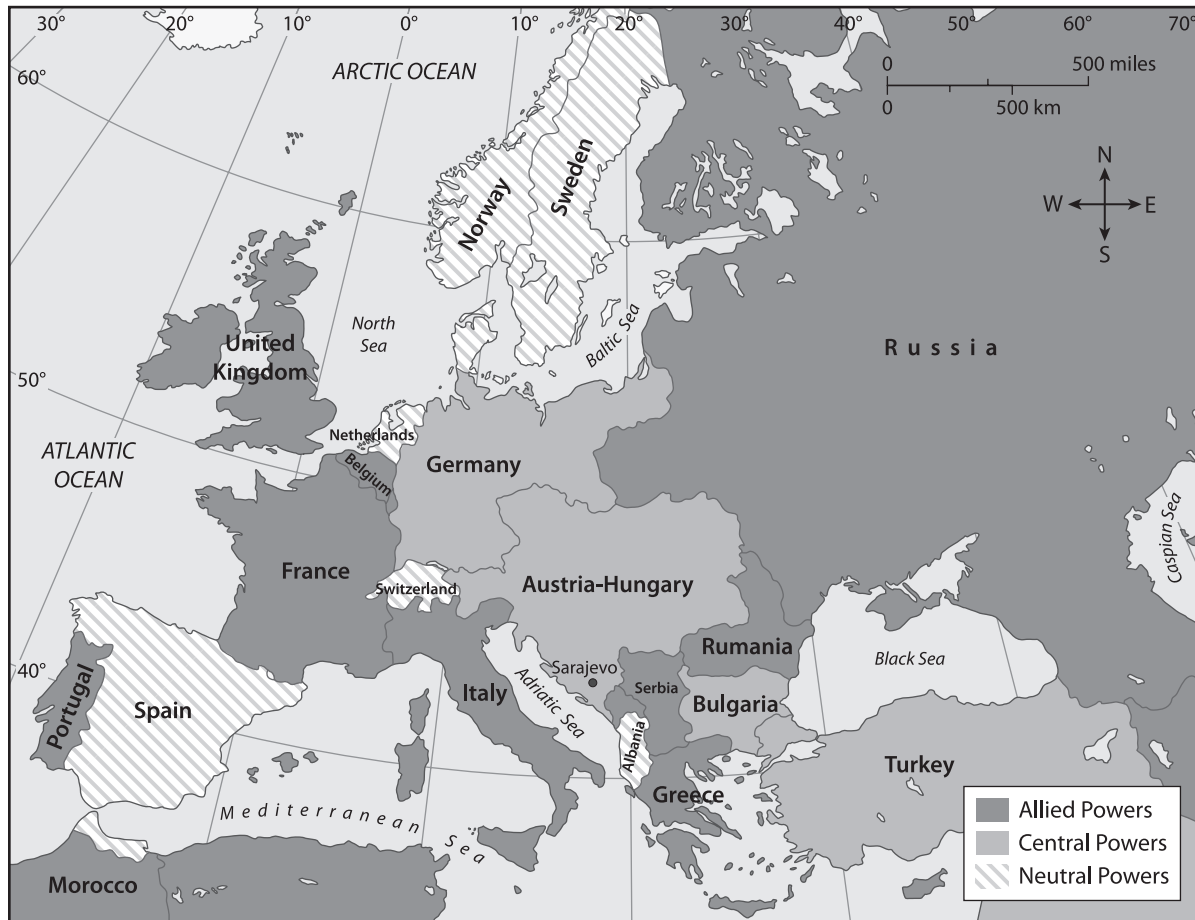 30° 20° 10° 0° 10 20° 30° 40° 50° 60° 70°
60°
50°
40°
ARCTIC OCEAN
0 500 miles
0 500 km
N
W E
S
Norway
Sweden
North
Sea
Baltic Sea
United
Kingdom
Russia
ATLANTIC
OCEAN
Netherlands
Belgium
Germany
Caspian Sea
France
Switzerland
Austria-Hungary
Rumania
Black Sea
Portugal
Spain
Italy
Adriatic Sea
Sarajevo
Serbia
Bulgaria
Albania
Greece
Turkey
Mediterranean Sea
Morocco
Allied Powers
Central Powers
Neutral Powers